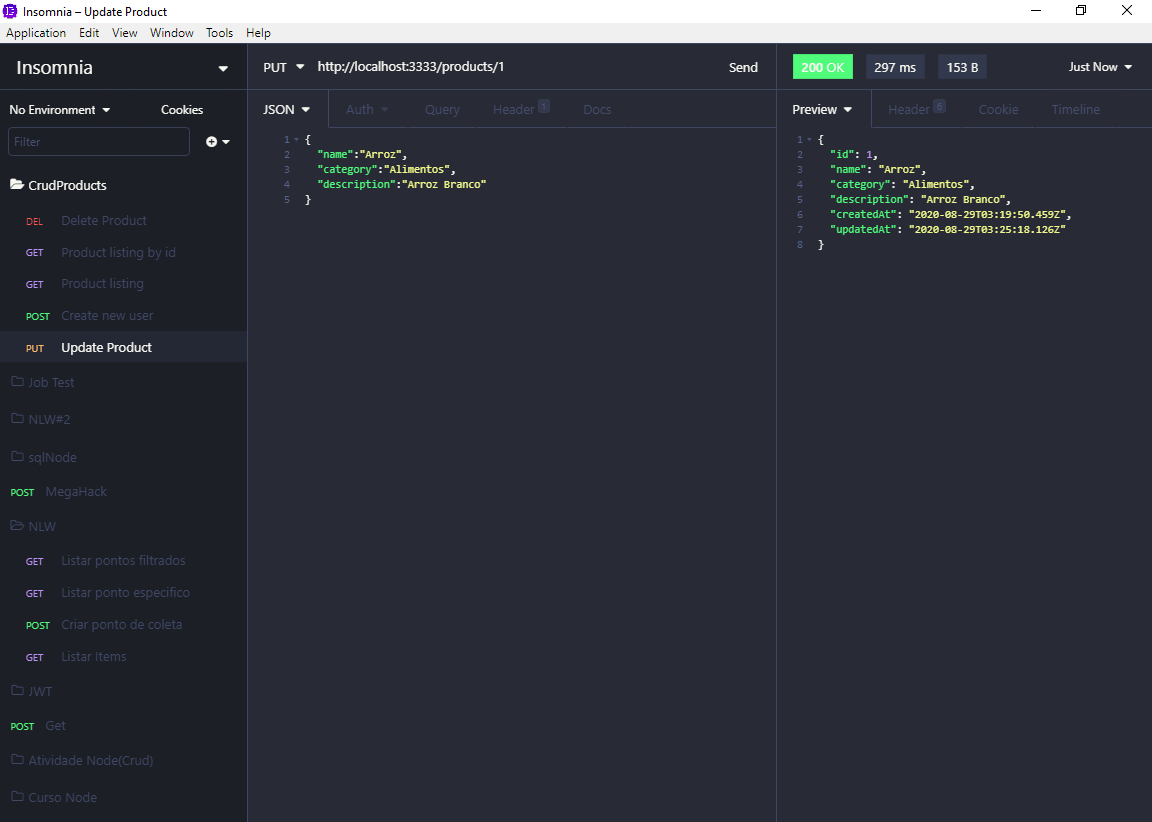 Insomnia – Update Product
Application Edit View Window Tools Help
Insomnia
PUT http://localhost:3333/products/1 Send
200 OK 297 ms 153 B Just Now
No Environment Cookies
JSON Auth Query Header 1 Docs
Preview Header 6 Cookie Timeline
Filter
CrudProducts
DEL Delete Product
GET Product listing by id
GET Product listing
POST Create new user
PUT Update Product
Job Test
NLW#2
sqlNode
POST MegaHack
NLW
GET Listar pontos filtrados
GET Listar ponto especifico
POST Criar ponto de coleta
GET Listar Items
JWT
POST Get
Atividade Node(Crud)
Curso Node
1 {
2 "name":"Arroz",
3 "category":"Alimentos",
4 "description":"Arroz Branco"
5 }
1 {
2 "id": 1,
3 "name": "Arroz",
4 "category": "Alimentos",
5 "description": "Arroz Branco",
6 "createdAt": "2020-08-29T03:19:50.459Z",
7 "updatedAt": "2020-08-29T03:25:18.126Z"
8 }